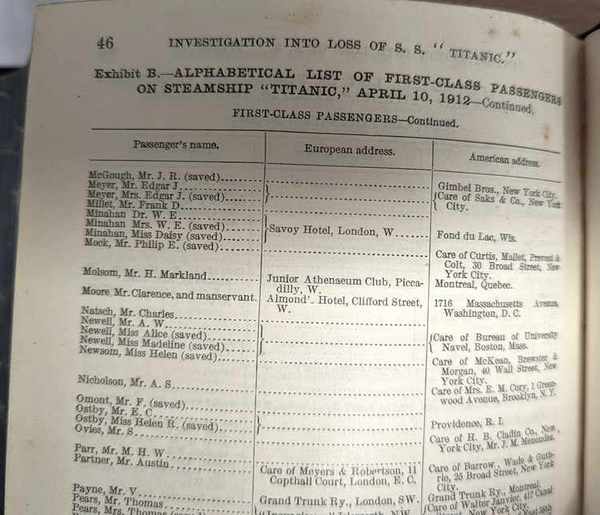 46 INVESTIGATION INTO LOSS OF S. S. "TITANIC."
Exhibit B.—ALPHABETICAL LIST OF FIRST-CLASS PASSENGERS
ON STEAMSHIP "TITANIC," APRIL 10, 1912—Continued.
FIRST-CLASS PASSENGERS—Continued.
Passenger's name. European address. American address.
McGough, Mr. J. R. (saved) Gimbel Bros., New York City.
Meyer, Mr. Edgar J. Care of Saks & Co., New York
Meyer, Mrs. Edgar J. (saved) City.
Millet, Mr. Frank D
Minahan Dr. W. E
Minahan Mrs. W. E. (saved) Savoy Hotel, London, W. Fond du Lac, Wis.
Minahan, Miss Daisy (saved)
Mock, Mr. Philip E. (saved) Care of Curtis, Mallet, Prevost &
Colt, 30 Broad Street, New
York City.
Molsom, Mr. H. Markland Junior Athenaeum Club, Picca- Montreal, Quebec.
dilly, W.
Moore Mr. Clarence, and manservant. Almond'. Hotel, Clifford Street, 1716 Massachusetts Avenue,
W. Washington, D. C.
Natsch, Mr. Charles
Newell, Mr. A. W
Newell, Miss Alice (saved) Care of Bureau of University
Newell, Miss Madeline (saved) Navel, Boston, Mass.
Newsom, Miss Helen (saved) Care of McKean, Brewster &
Morgan, 40 Wall Street, New
York City.
Nicholson, Mr. A. S Care of Mrs. E. M. Cory, 1 Green-
wood Avenue, Brooklyn, N. Y.
Omont, Mr. F. (saved)
Ostby, Mr. E. C Providence, R. I.
Ostby, Miss Helen R. (saved)
Ovies, Mr. S Care of H. B. Claflin Co., New
York City, Mr. J. M.
Parr, Mr. M. H. W
Partner, Mr. Austin Care of Meyers & Robertson, 11 Care of Barrow, Wade & Guth-
Copthall Court, London, E. C. rie, 25 Broad Street, New York
City.
Payne, Mr. V Grand Trunk Ry., Montreal.
Pears, Mr. Thomas Grand Trunk Ry., London, SW. Care of Walter Janvier, 417 Canal
Pears, Mrs. Thomas New York City.